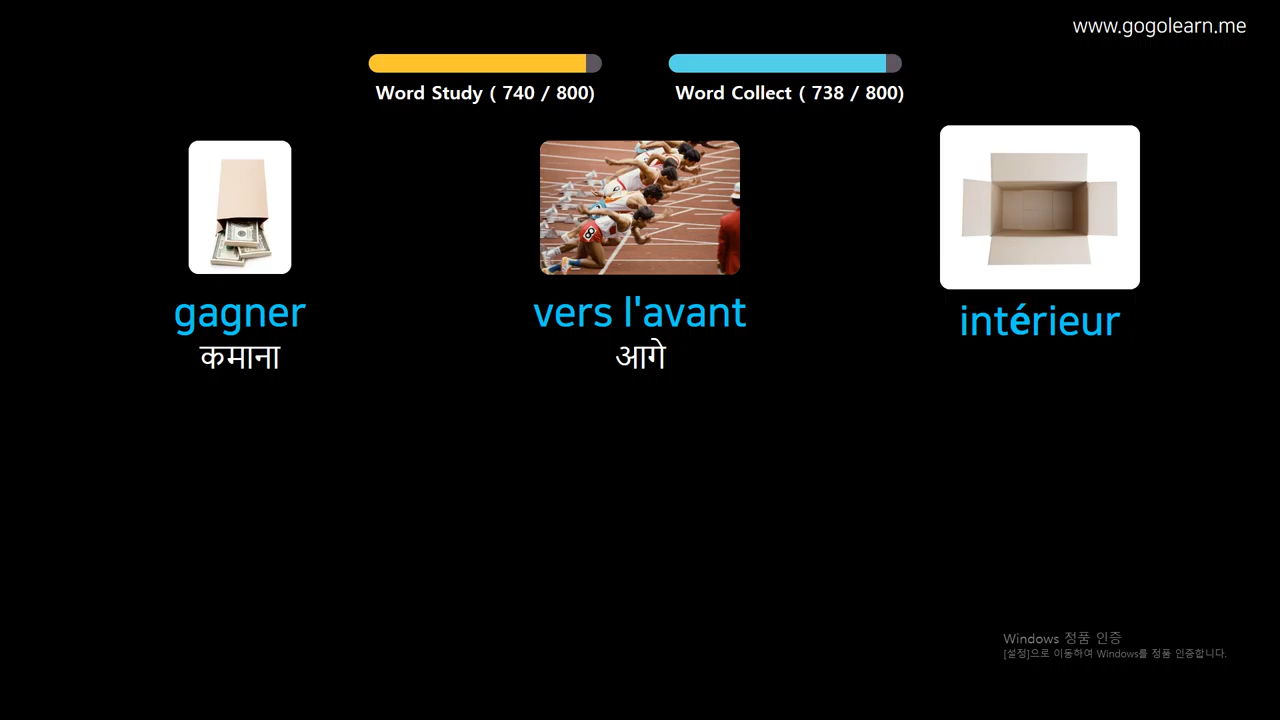 www.gogolearn.me
Word Study ( 740 / 800)
Word Collect ( 738 / 800)
gagner
कमाना
vers l'avant
आगे
intérieur
Windows 정품 인증
[설정]으로 이동하여 Windows를 정품 인증합니다.